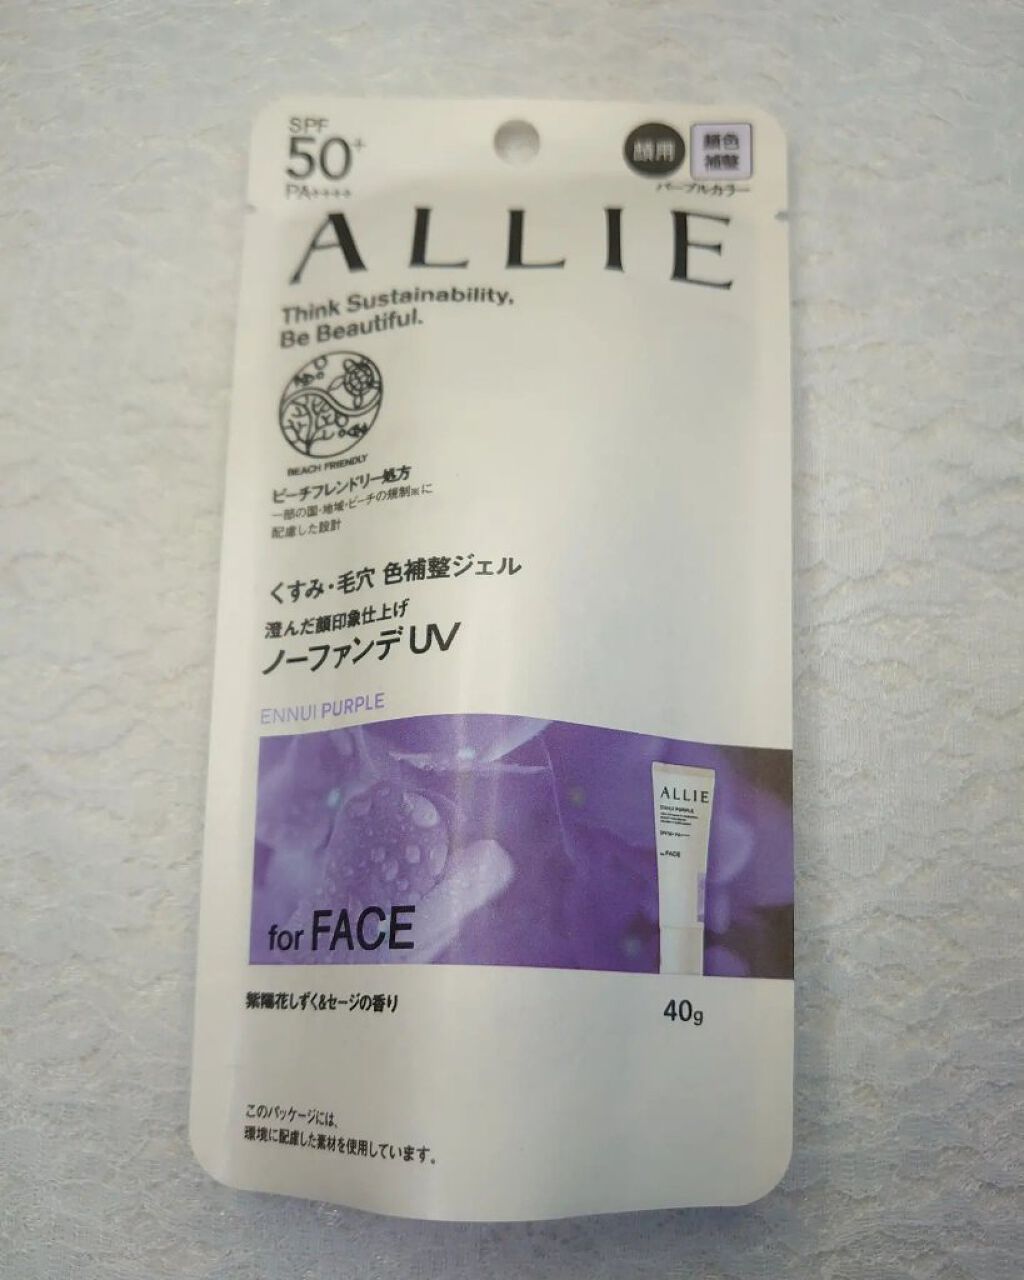 SPF
50+
PA++++
顔用
顔色
補整
パープルカラー
ALLIE
Think Sustainability,
Be Beautiful.
BEACH FRIENDLY
ビーチフレンドリー処方
一部の国・地域・ビーチの規制※に
配慮した設計
くすみ・毛穴 色補整ジェル
澄んだ顔印象仕上げ
ノーファンデUV
ENNUI PURPLE
ALLIE
ENNUI PURPLE
for FACE
for FACE
紫陽花しずく&セージの香り
40g
このパッケージには、
環境に配慮した素材を使用しています。